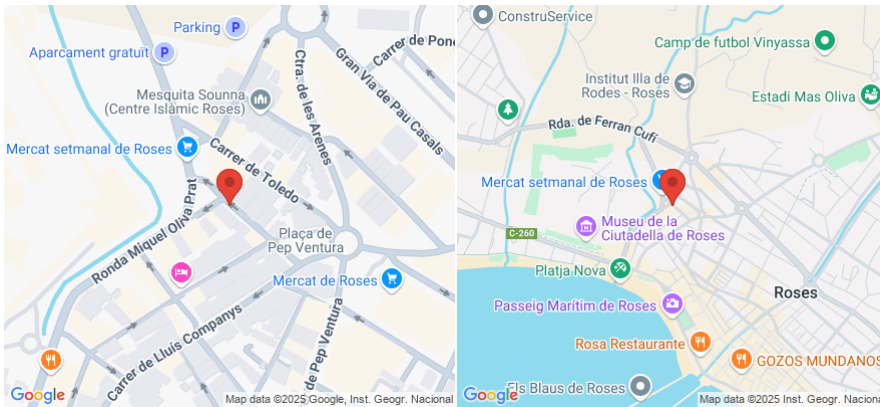 Parking
P
Aparcament gratuït
P
Carrer de Ponc
Gran Via de Pau Casals
Ctra. de les Arenes
Mesquita Sounna
(Centre Islàmic Roses)
Mercat setmanal de Roses
Carrer de Toledo
Ronda Miquel Oliva Prat
Plaça de
Pep Ventura
Mercat de Roses
Carrer de Lluís Companys
de Pep Ventura
Google
Map data ©2025 Google, Inst. Geogr. Nacional
ConstruService
Camp de futbol Vinyassa
Institut Illa de
Rodes - Roses
Estadi Mas Oliva
Rda. de Ferran Cufí
Mercat setmanal de Roses
Museu de la
Ciutadella de Roses
C-260
Platja Nova
Roses
Passeig Marítim de Roses
Rosa Restaurante
GOZOS MUNDANOS
Els Blaus de Roses
Google
Map data ©2025 Inst. Geogr. Nacional